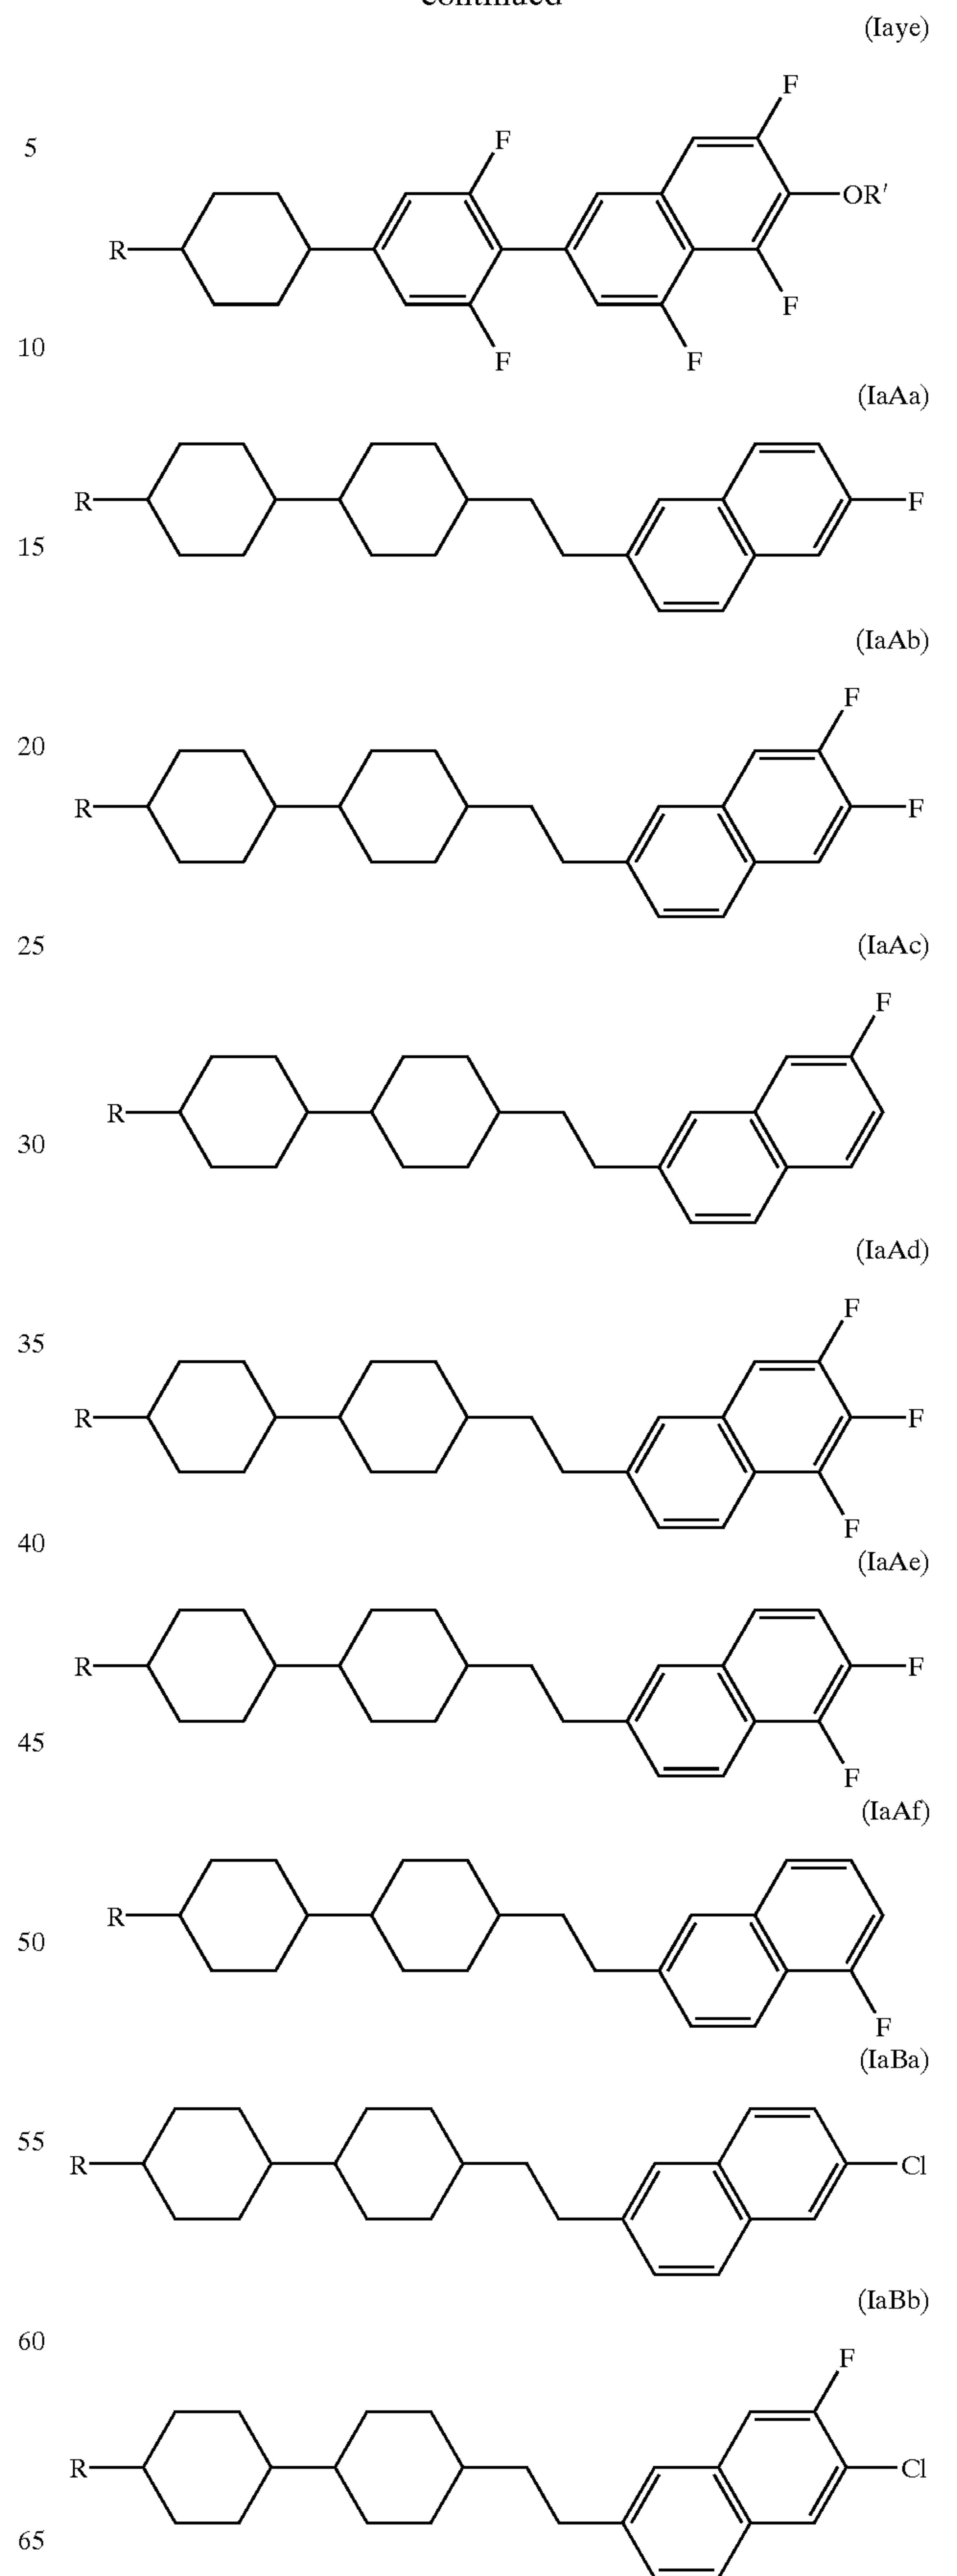 continued
(Iaye)
F
5
F
OR′
R
F
10
F
F
(IaAa)
R
F
15
(IaAb)
F
20
R
F
25
(IaAc)
F
R
30
(IaAd)
F
35
R
F
F
40
(IaAe)
R
F
45
F
(IaAf)
R
50
F
(IaBa)
55
R
Cl
(IaBb)
60
F
R
Cl
65